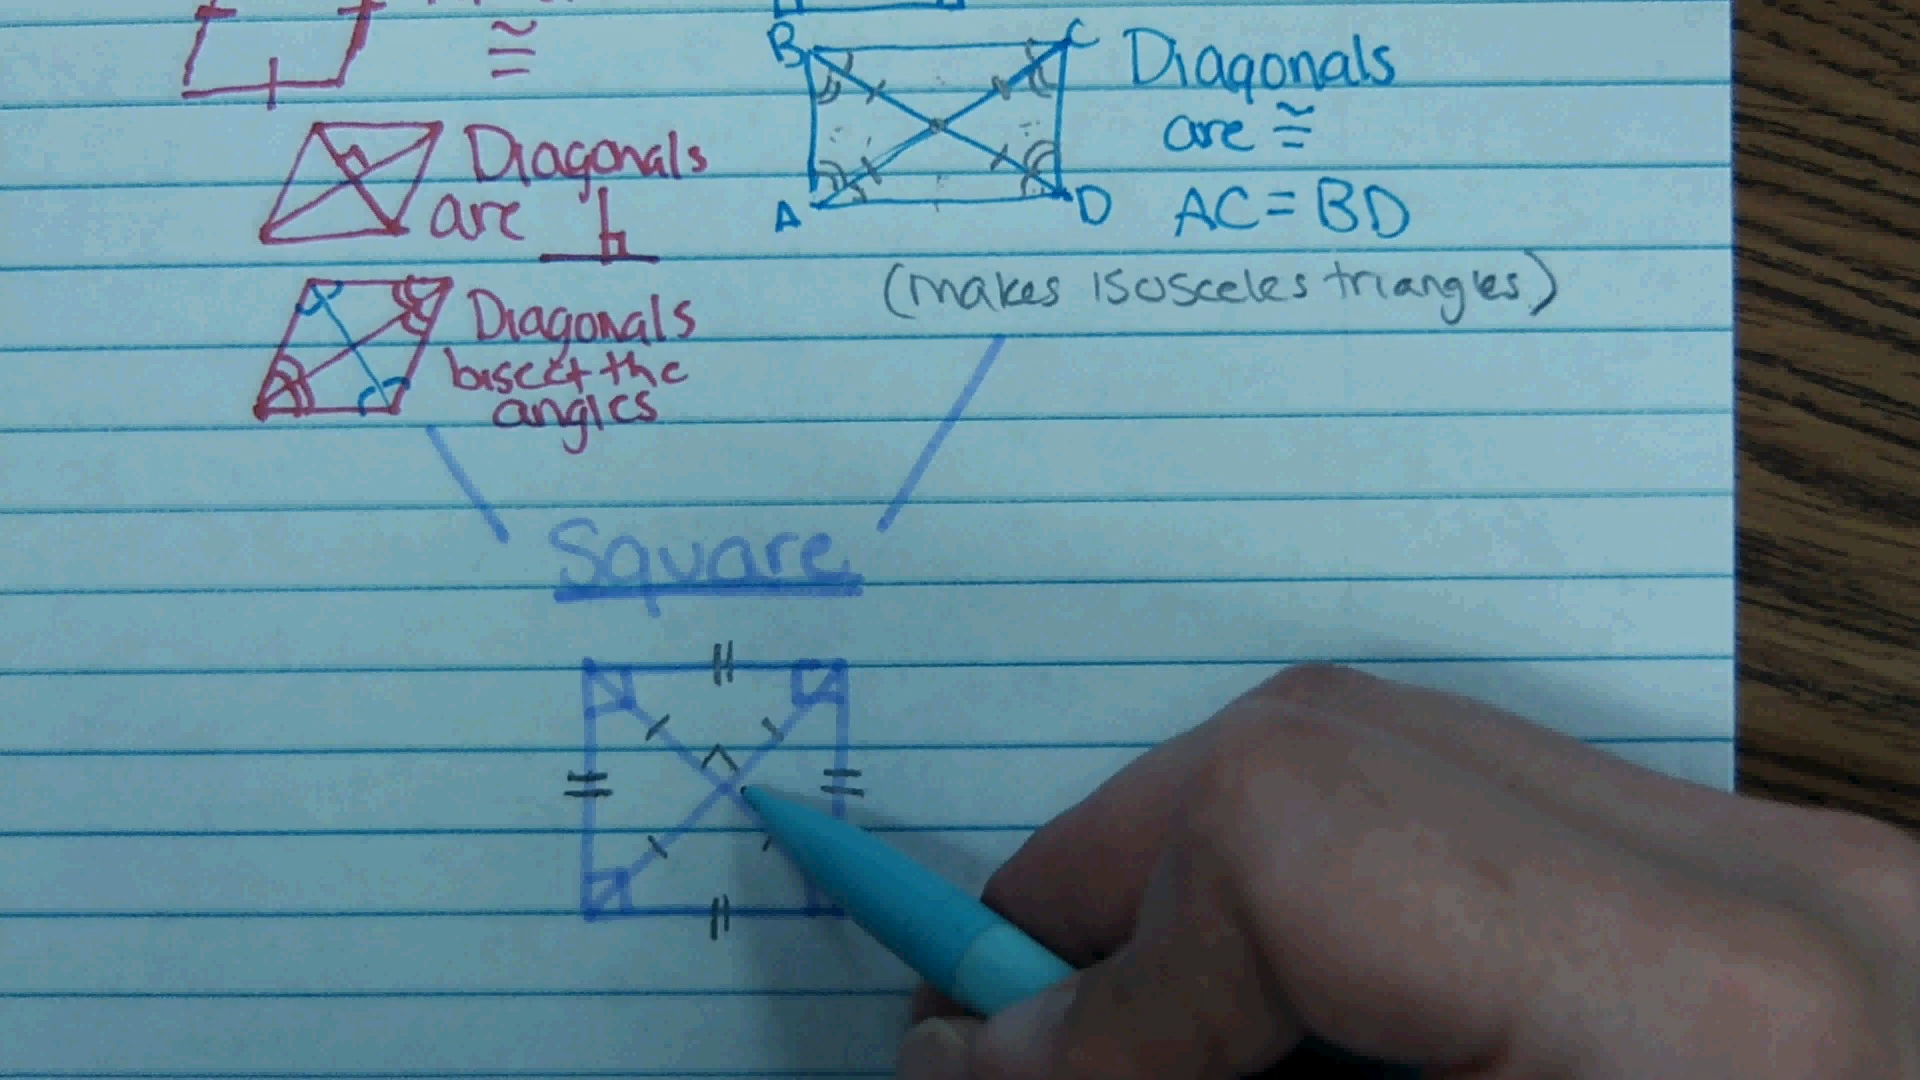 ≅
Diagonals
are ⊥
Diagonals
bisect the
angles
B
C
A
D
Diagonals
are ≅
AC = BD
(makes isosceles triangles)
Square